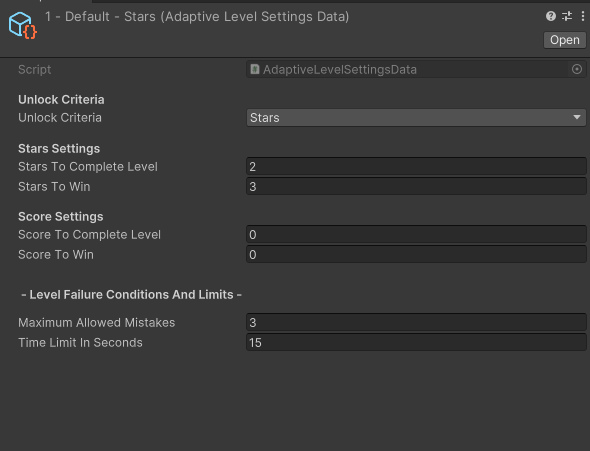 1 - Default - Stars (Adaptive Level Settings Data)
Open
Script AdaptiveLevelSettingsData
Unlock Criteria
Unlock Criteria Stars
Stars Settings
Stars To Complete Level 2
Stars To Win 3
Score Settings
Score To Complete Level 0
Score To Win 0
- Level Failure Conditions And Limits -
Maximum Allowed Mistakes 3
Time Limit In Seconds 15